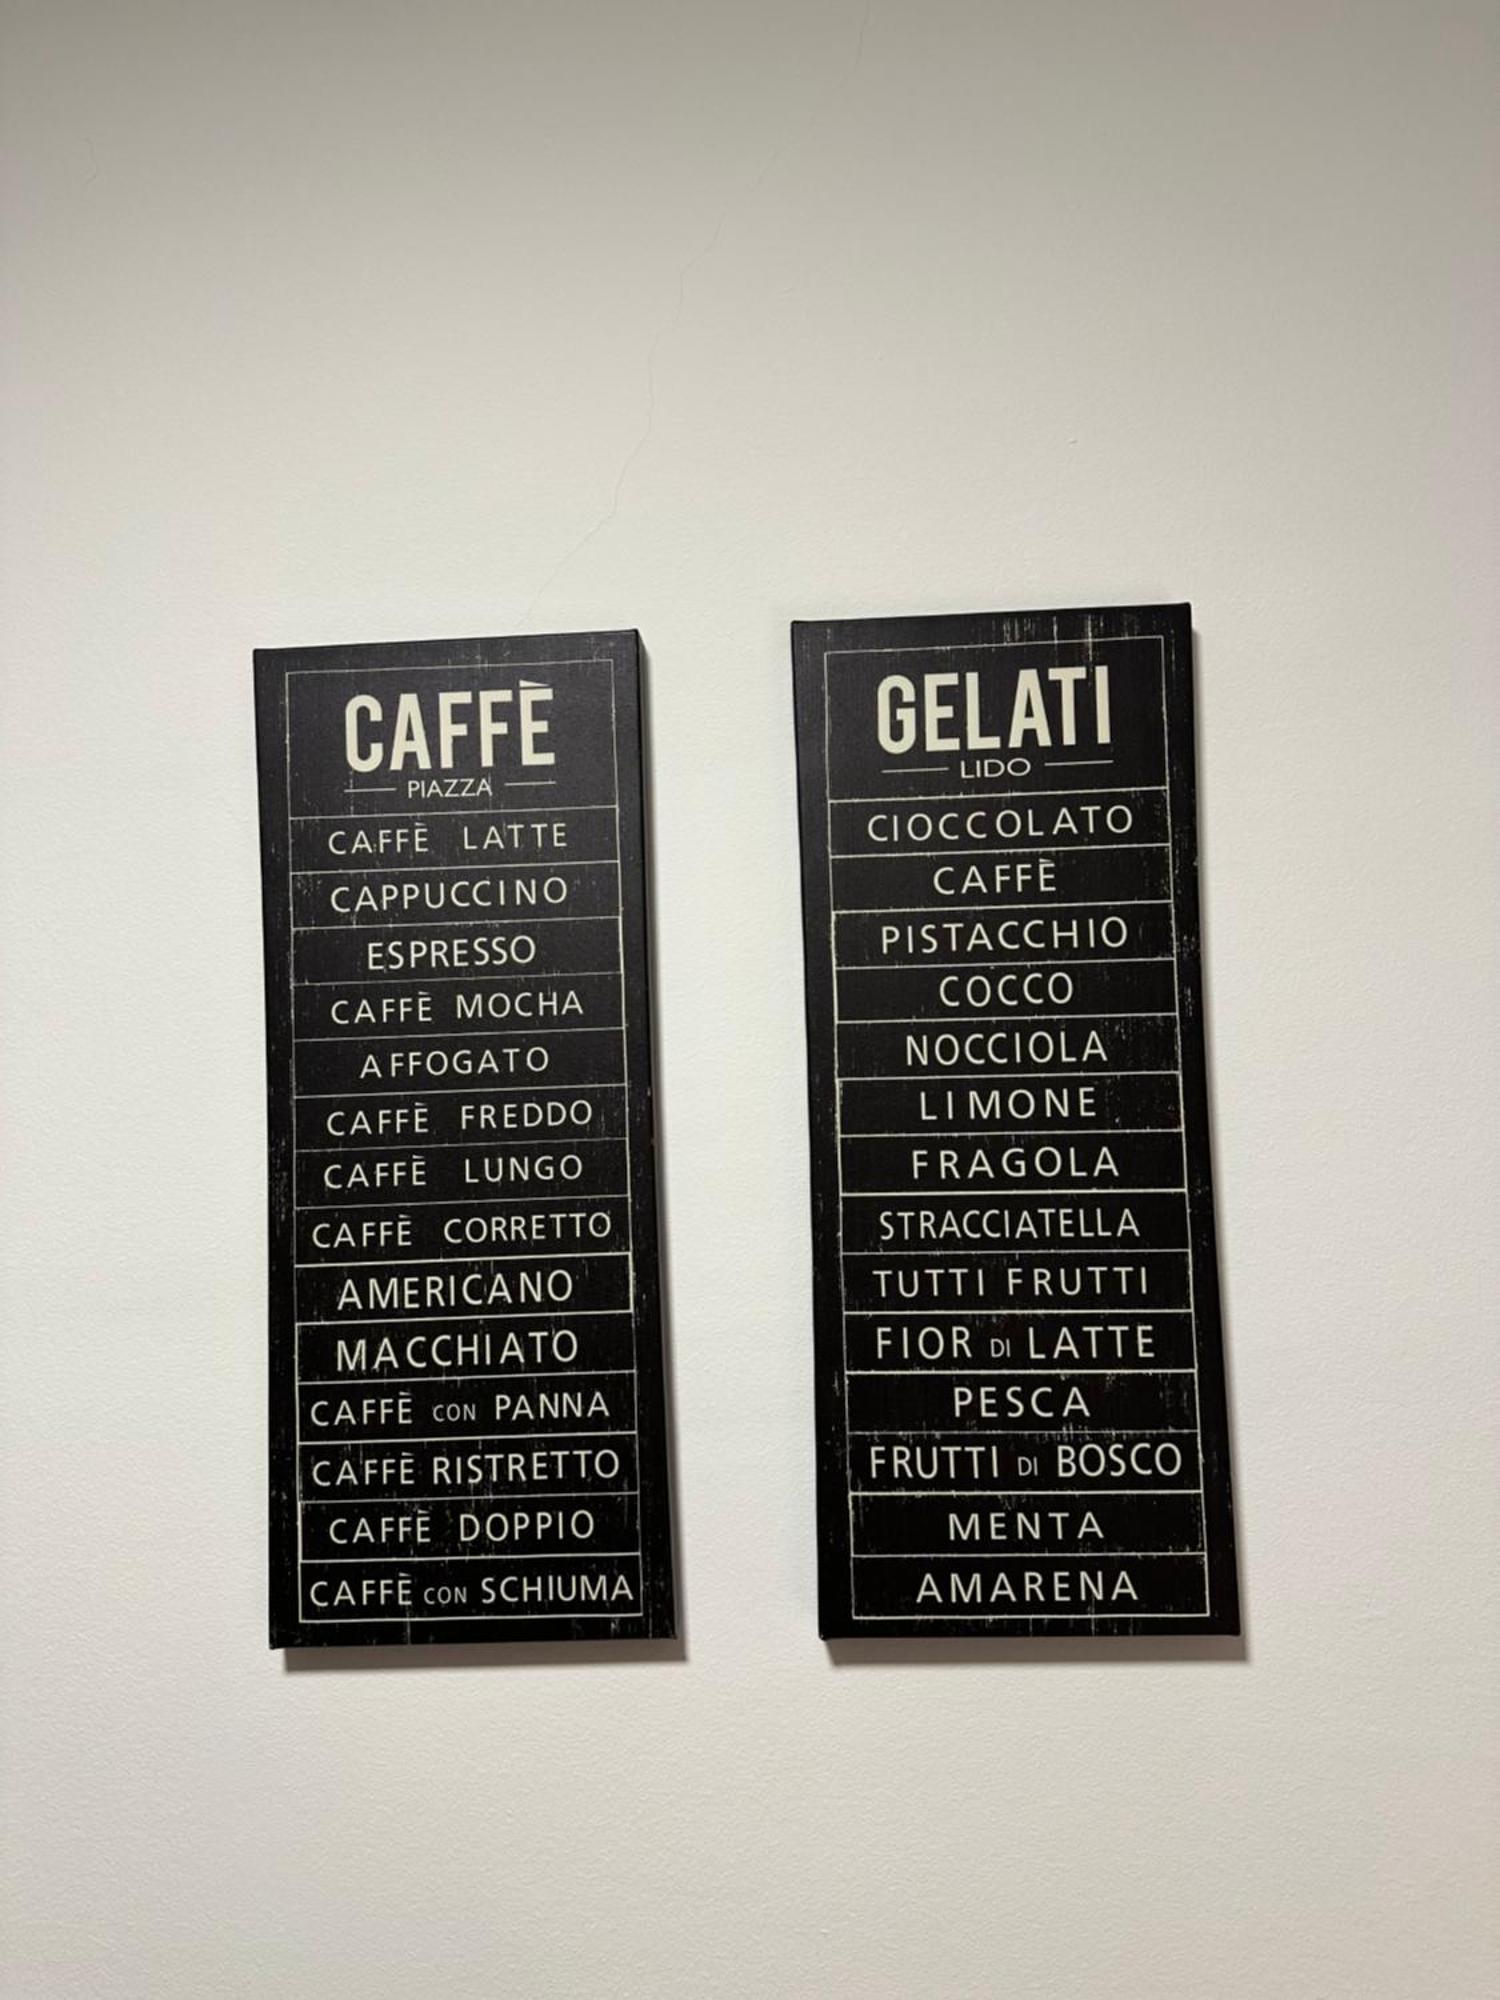 CAFFÈ
PIAZZA
CAFFÈ LATTE
CAPPUCCINO
ESPRESSO
CAFFÈ MOCHA
AFFOGATO
CAFFÈ FREDDO
CAFFÈ LUNGO
CAFFÈ CORRETTO
AMERICANO
MACCHIATO
CAFFÈ CON PANNA
CAFFÈ RISTRETTO
CAFFÈ DOPPIO
CAFFÈ CON SCHIUMA
GELATI
LIDO
CIOCCOLATO
CAFFÈ
PISTACCHIO
COCCO
NOCCIOLA
LIMONE
FRAGOLA
STRACCIATELLA
TUTTI FRUTTI
FIOR DI LATTE
PESCA
FRUTTI DI BOSCO
MENTA
AMARENA